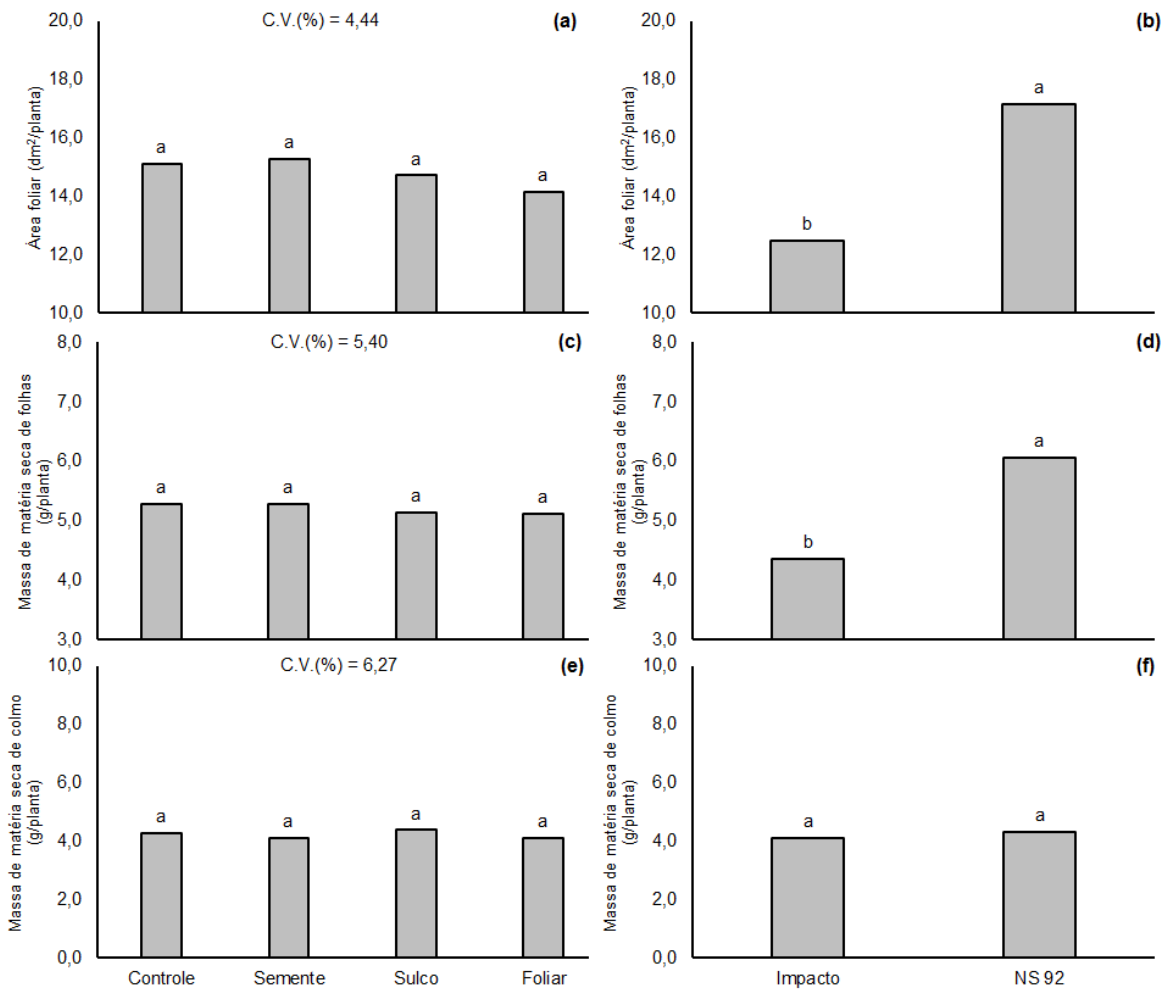 C.V.(%) = 4,44
(a)
Àrea foliar (dm²/planta)
20,0
18,0
16,0
14,0
12,0
10,0
a
a
a
a
(b)
Àrea foliar (dm²/planta)
20,0
18,0
16,0
14,0
12,0
10,0
b
a
C.V.(%) = 5,40
(c)
Massa de matéria seca de folhas
(g/planta)
8,0
7,0
6,0
5,0
4,0
3,0
a
a
a
a
(d)
Massa de matéria seca de folhas
(g/planta)
8,0
7,0
6,0
5,0
4,0
3,0
b
a
C.V.(%) = 6,27
(e)
Massa de matéria seca de colmo
(g/planta)
10,0
8,0
6,0
4,0
2,0
0,0
a
a
a
a
Controle
Semente
Sulco
Foliar
(f)
Massa de matéria seca de colmo
(g/planta)
10,0
8,0
6,0
4,0
2,0
0,0
a
a
Impacto
NS 92